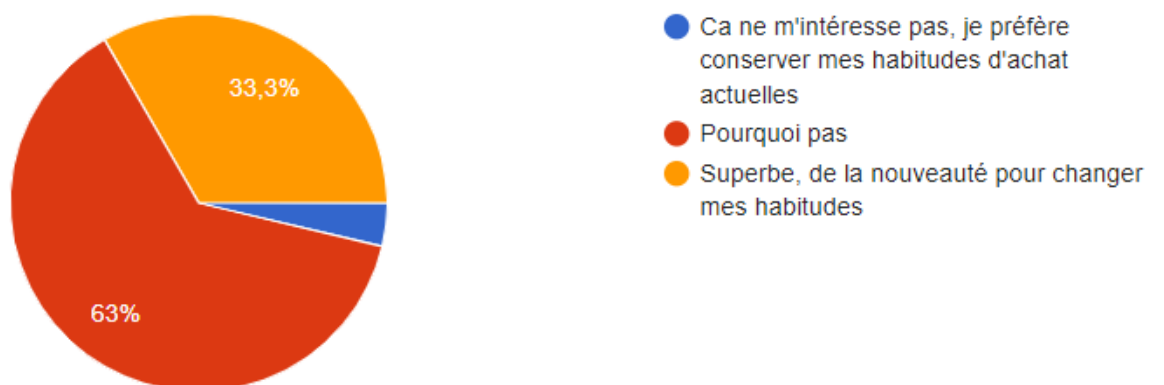 33,3%
63%
Ca ne m'intéresse pas, je préfère
conserver mes habitudes d'achat
actuelles
Pourquoi pas
Superbe, de la nouveauté pour changer
mes habitudes